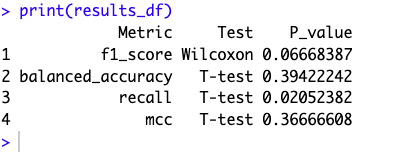 > print(results_df)
Metric Test P_value
1 f1_score Wilcoxon 0.06668387
2 balanced_accuracy T-test 0.39422242
3 recall T-test 0.02052382
4 mcc T-test 0.36666608
>